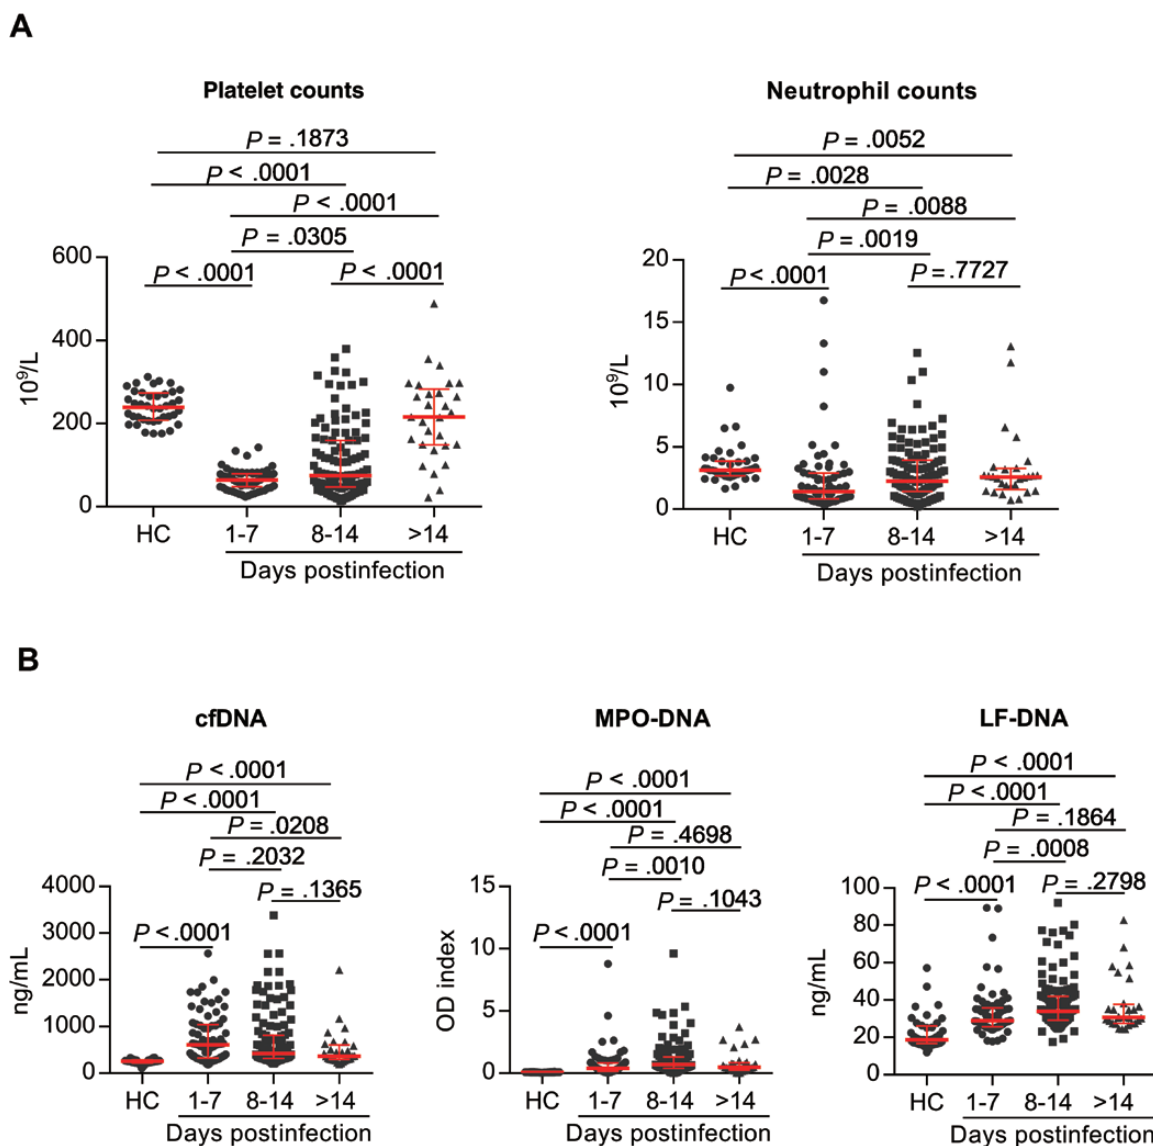 A
Platelet counts
P = .1873
P < .0001
P < .0001
P = .0305
P < .0001
P < .0001
600
400
200
0
10⁹/L
HC
1-7
8-14
>14
Days postinfection
Neutrophil counts
P = .0052
P = .0028
P = .0088
P = .0019
P < .0001
P = .7727
20
15
10
5
0
10⁹/L
HC
1-7
8-14
>14
Days postinfection
B
cfDNA
P < .0001
P < .0001
P = .0208
P = .2032
P = .1365
P < .0001
4000
3000
2000
1000
0
ng/mL
HC
1-7
8-14
>14
Days postinfection
MPO-DNA
P < .0001
P < .0001
P = .4698
P = .0010
P = .1043
P < .0001
15
10
5
0
OD index
HC
1-7
8-14
>14
Days postinfection
LF-DNA
P < .0001
P < .0001
P = .1864
P = .0008
P < .0001
P = .2798
100
80
60
40
20
0
ng/mL
HC
1-7
8-14
>14
Days postinfection